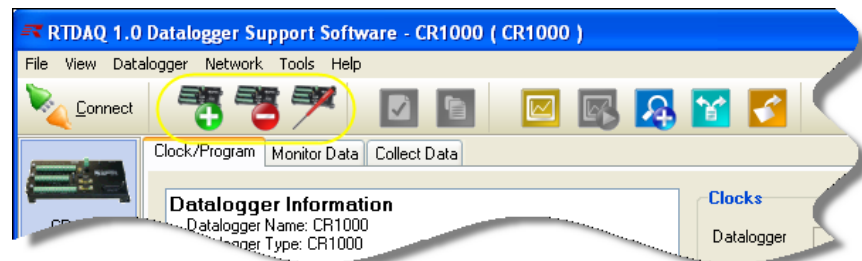 RTDAQ 1.0 Datalogger Support Software - CR1000 ( CR1000 )
File View Datalogger Network Tools Help
Connect
Clock/Program Monitor Data Collect Data
Datalogger Information
Datalogger Name: CR1000
Type: CR1000
Clocks
Datalogger